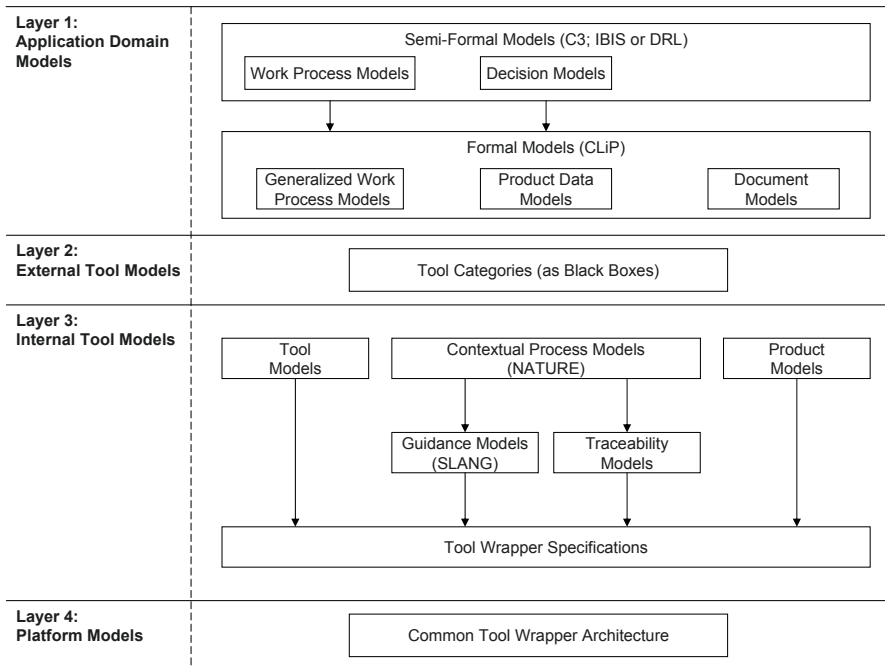 Layer 1:
Application Domain
Models
Semi-Formal Models (C3; IBIS or DRL)
Work Process Models
Decision Models
Formal Models (CLiP)
Generalized Work
Process Models
Product Data
Models
Document
Models
Layer 2:
External Tool Models
Tool Categories (as Black Boxes)
Layer 3:
Internal Tool Models
Tool
Models
Contextual Process Models
(NATURE)
Product
Models
Guidance Models
(SLANG)
Traceability
Models
Tool Wrapper Specifications
Layer 4:
Platform Models
Common Tool Wrapper Architecture